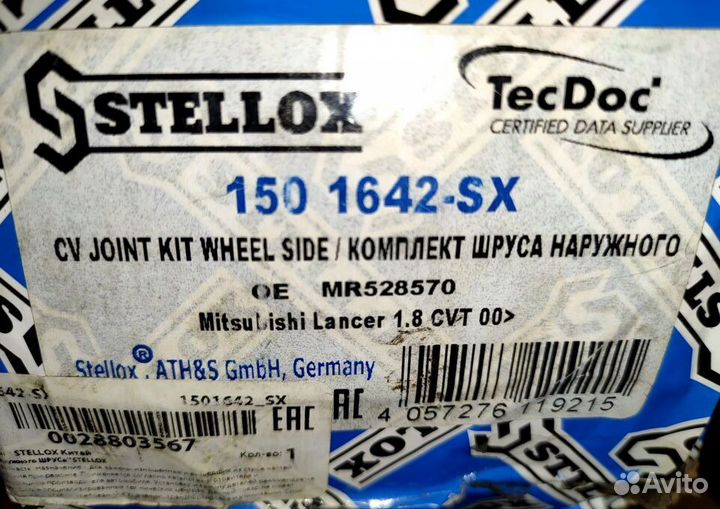 STELLOX
TecDoc
CERTIFIED DATA SUPPLIER
150 1642-SX
CV JOINT KIT WHEEL SIDE / КОМПЛЕКТ ШРУСА НАРУЖНОГО
OE MR528570
Mitsubishi Lancer 1.8 CVT 00>
Stellox® ATH&S GmbH, Germany
642-SX
1501642_SX
EAC
4 057276 119215
0028803567
STELLOX Китай
Кол-во: 1
ШРУСа "STELLOX
Avito